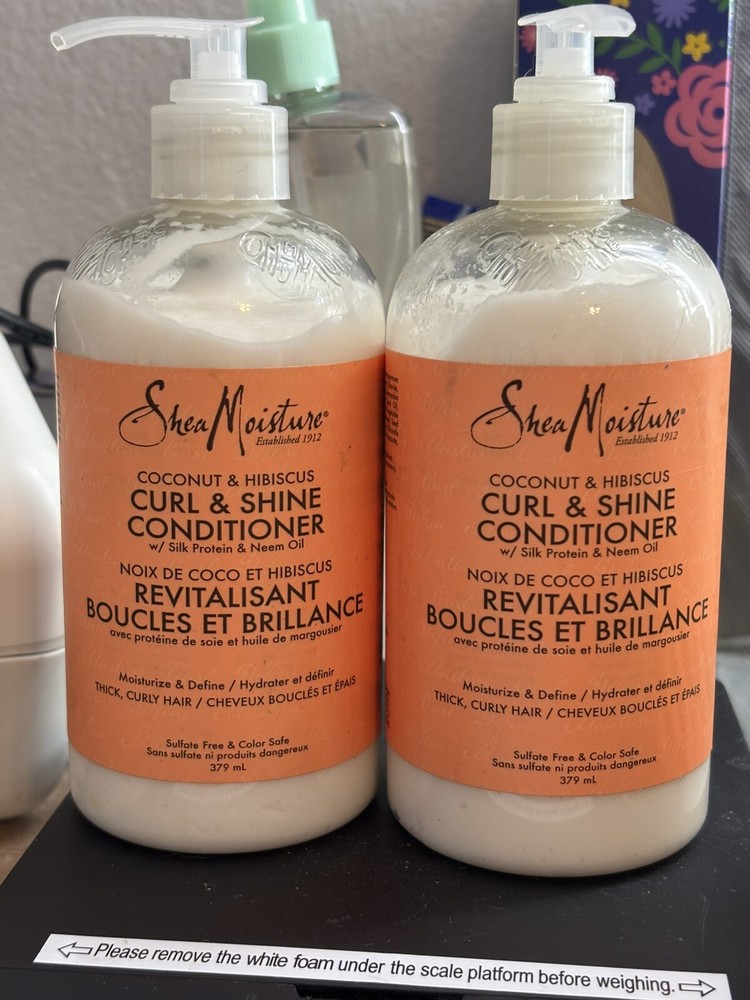 Shea Moisture®
Established 1912
COCONUT & HIBISCUS
CURL & SHINE
CONDITIONER
w/ Silk Protein & Neem Oil
NOIX DE COCO ET HIBISCUS
REVITALISANT
BOUCLES ET BRILLANCE
avec protéine de soie et huile de margousier
Moisturize & Define / Hydrater et définir
THICK, CURLY HAIR / CHEVEUX BOUCLÉS ET ÉPAIS
Sulfate Free & Color Safe
Sans sulfate ni produits dangereux
379 mL
Shea Moisture®
Established 1912
COCONUT & HIBISCUS
CURL & SHINE
CONDITIONER
w/ Silk Protein & Neem Oil
NOIX DE COCO ET HIBISCUS
REVITALISANT
BOUCLES ET BRILLANCE
avec protéine de soie et huile de margousier
Moisturize & Define / Hydrater et définir
THICK, CURLY HAIR / CHEVEUX BOUCLÉS ET ÉPAIS
Sulfate Free & Color Safe
Sans sulfate ni produits dangereux
379 mL
Please remove the white foam under the scale platform before weighing.